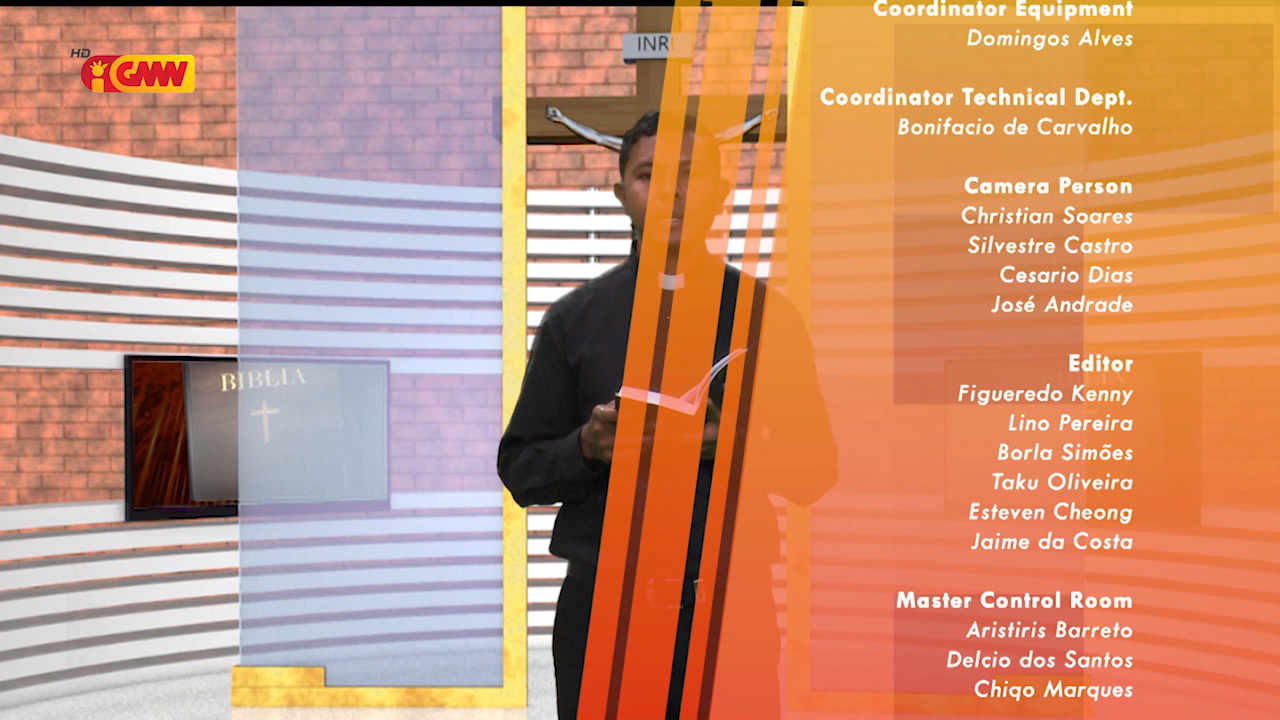 HD
GMN
INRI
BIBLIA
Coordinator Equipment
Domingos Alves
Coordinator Technical Dept.
Bonifacio de Carvalho
Camera Person
Christian Soares
Silvestre Castro
Cesario Dias
José Andrade
Editor
Figueredo Kenny
Lino Pereira
Borla Simões
Taku Oliveira
Esteven Cheong
Jaime da Costa
Master Control Room
Aristiris Barreto
Delcio dos Santos
Chiqo Marques